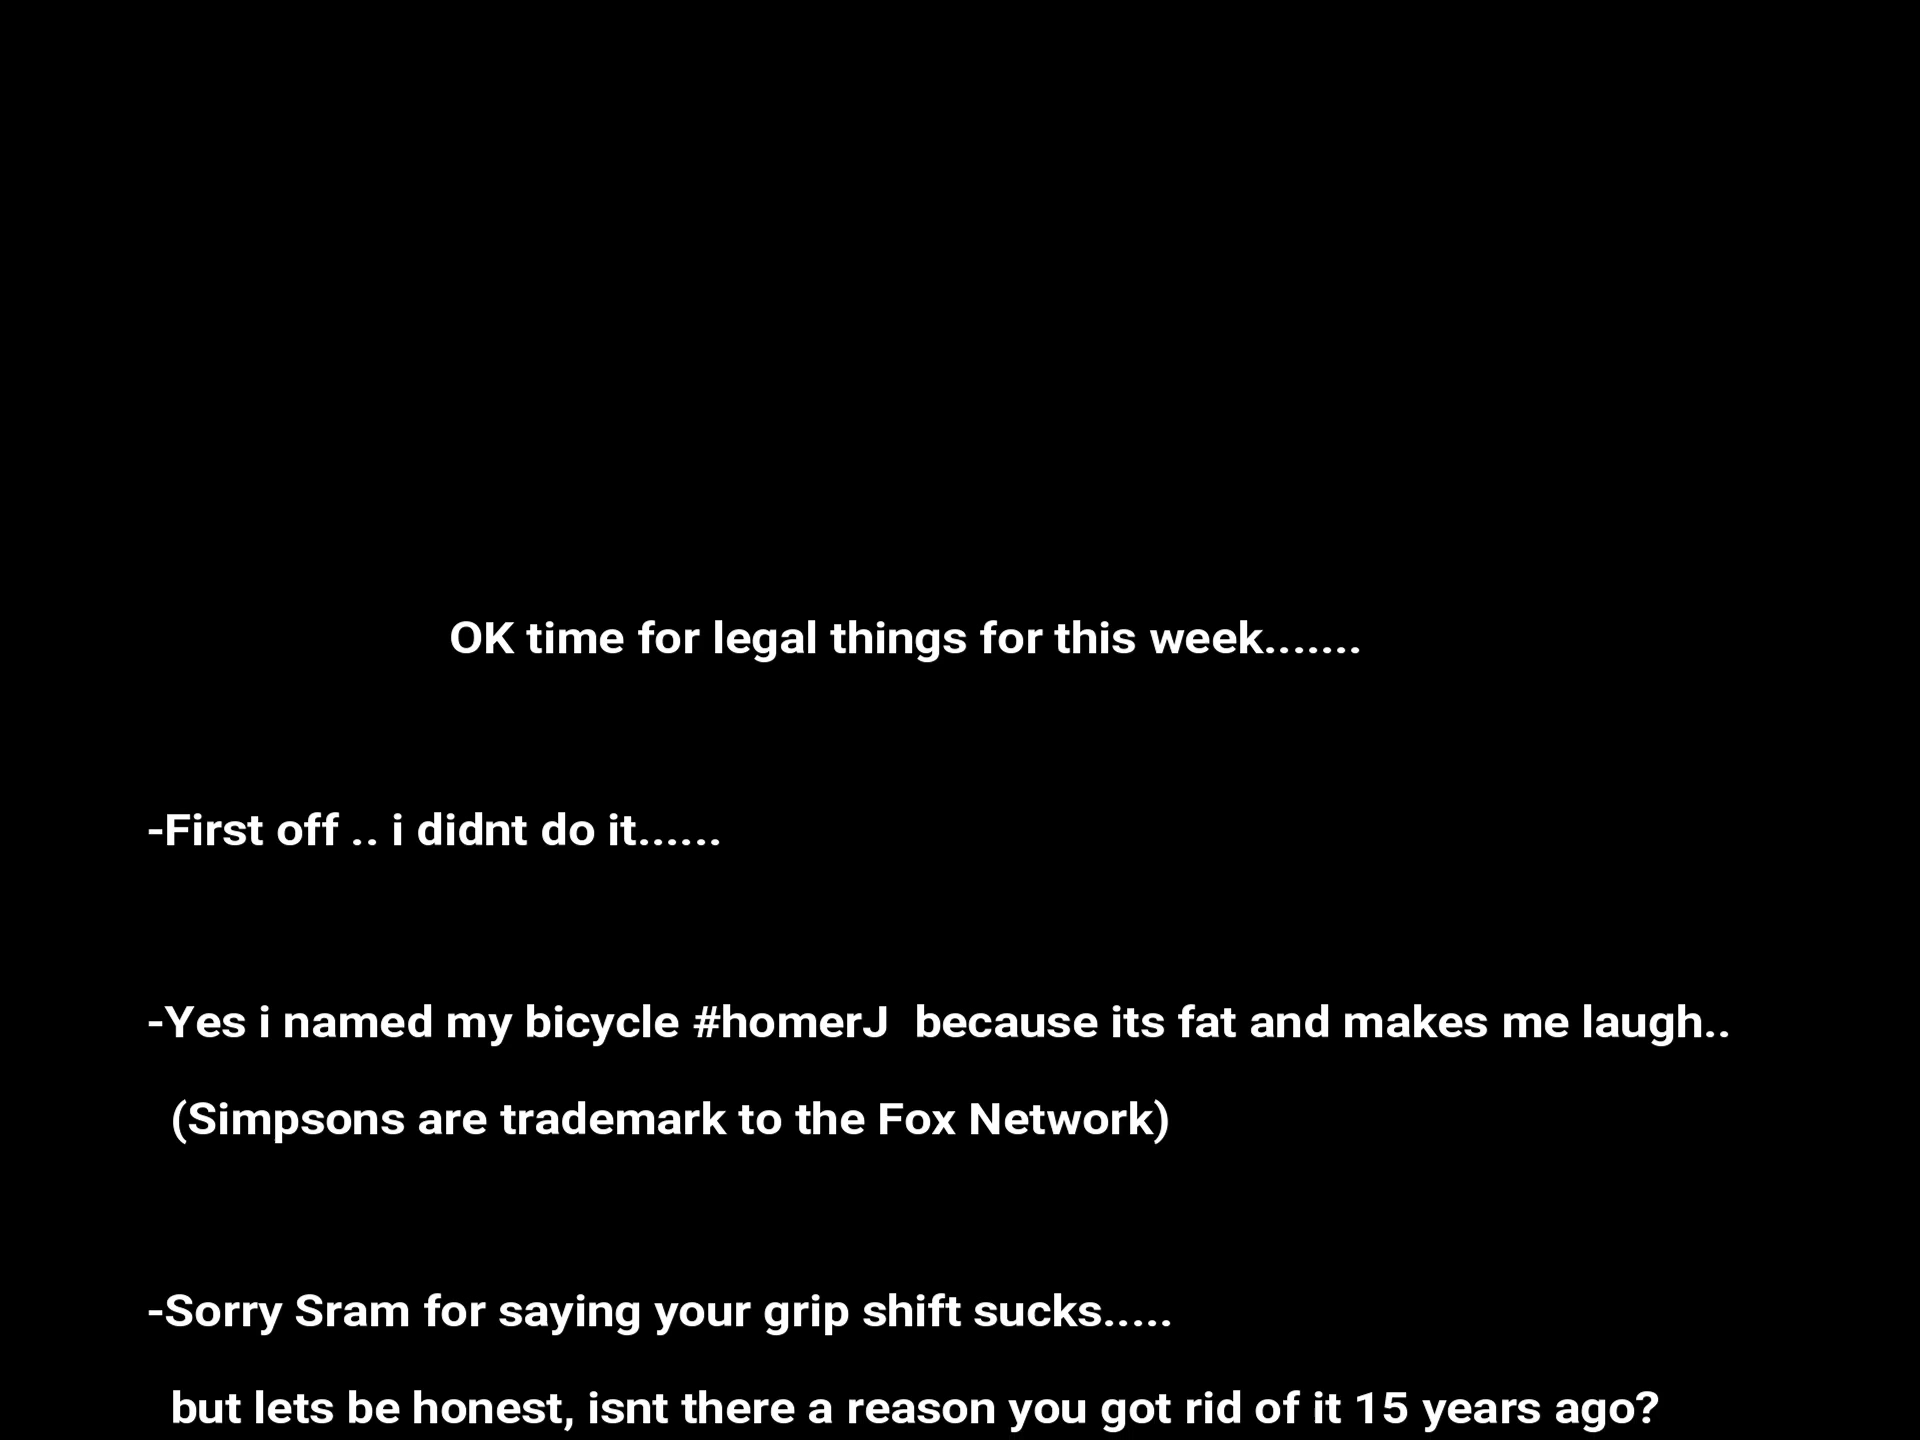 OK time for legal things for this week.......
-First off .. i didnt do it......
-Yes i named my bicycle #homerJ  because its fat and makes me laugh..
(Simpsons are trademark to the Fox Network)
-Sorry Sram for saying your grip shift sucks.....
but lets be honest, isnt there a reason you got rid of it 15 years ago?